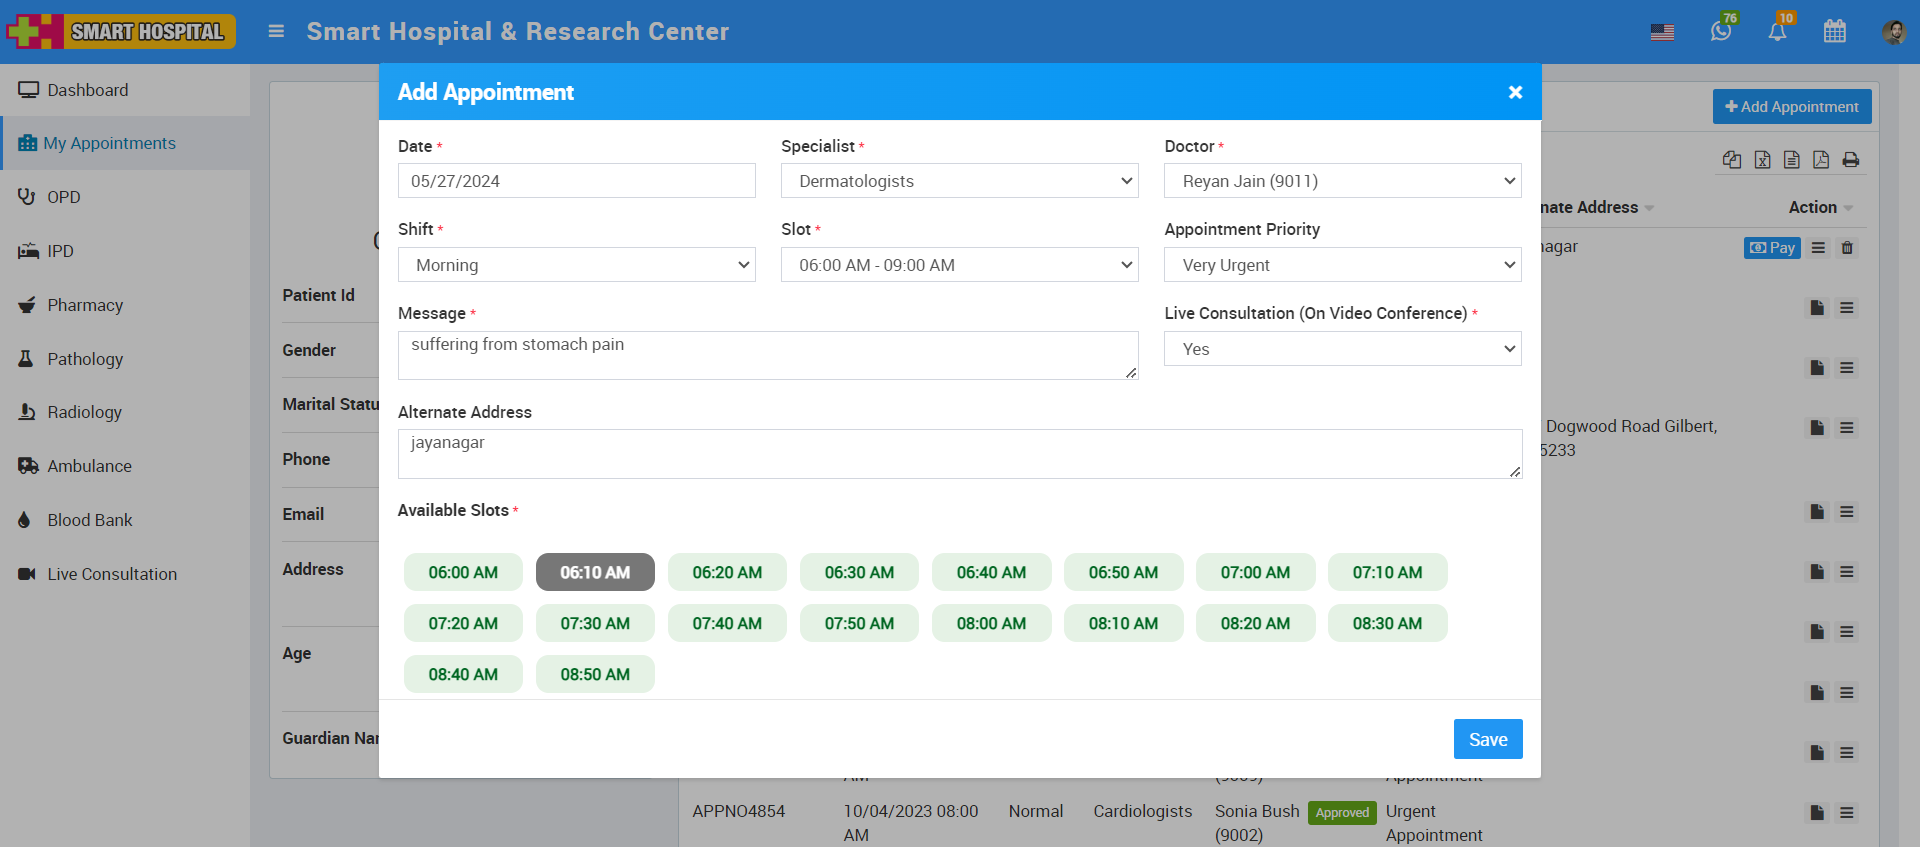 SMART HOSPITAL
Smart Hospital & Research Center
76
10
Dashboard
My Appointments
OPD
IPD
Pharmacy
Pathology
Radiology
Ambulance
Blood Bank
Live Consultation
Patient Id
Gender
Marital Statu
Phone
Email
Address
Age
Guardian Nar
Add Appointment
×
Date *
Specialist *
Doctor *
05/27/2024
Dermatologists
Reyan Jain (9011)
Shift *
Slot *
Appointment Priority
Morning
06:00 AM - 09:00 AM
Very Urgent
Message *
Live Consultation (On Video Conference) *
suffering from stomach pain
Yes
Alternate Address
jayanagar
Available Slots *
06:00 AM 06:10 AM 06:20 AM 06:30 AM 06:40 AM 06:50 AM 07:00 AM 07:10 AM
07:20 AM 07:30 AM 07:40 AM 07:50 AM 08:00 AM 08:10 AM 08:20 AM 08:30 AM
08:40 AM 08:50 AM
Save
+ Add Appointment
nate Address
Action
nagar
Pay
Dogwood Road Gilbert,
5233
AM (9009) Appointment
APPNO4854 10/04/2023 08:00 Normal Cardiologists Sonia Bush Approved Urgent
AM (9002) Appointment